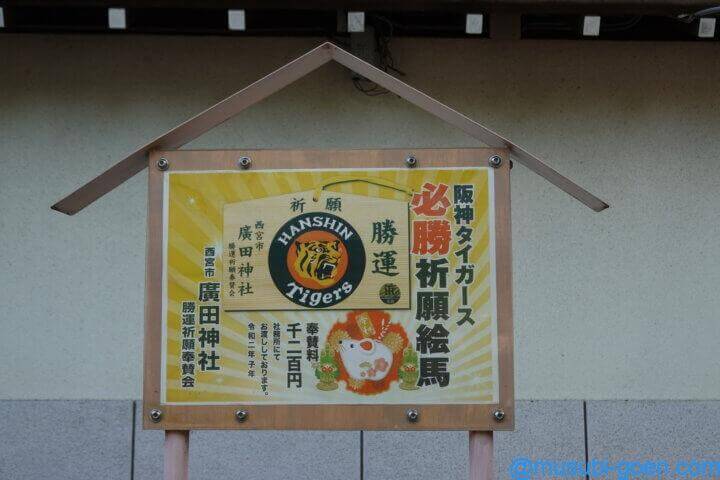 阪神タイガース
必勝祈願絵馬
祈願
勝運
HANSHIN
Tigers
西宮市
廣田神社
勝運祈願奉賛会
奉賛料
千二百円
社務所にて
お渡ししております。
令和二年子年
西宮市 廣田神社
勝運祈願奉賛会
@musubi-goen.com